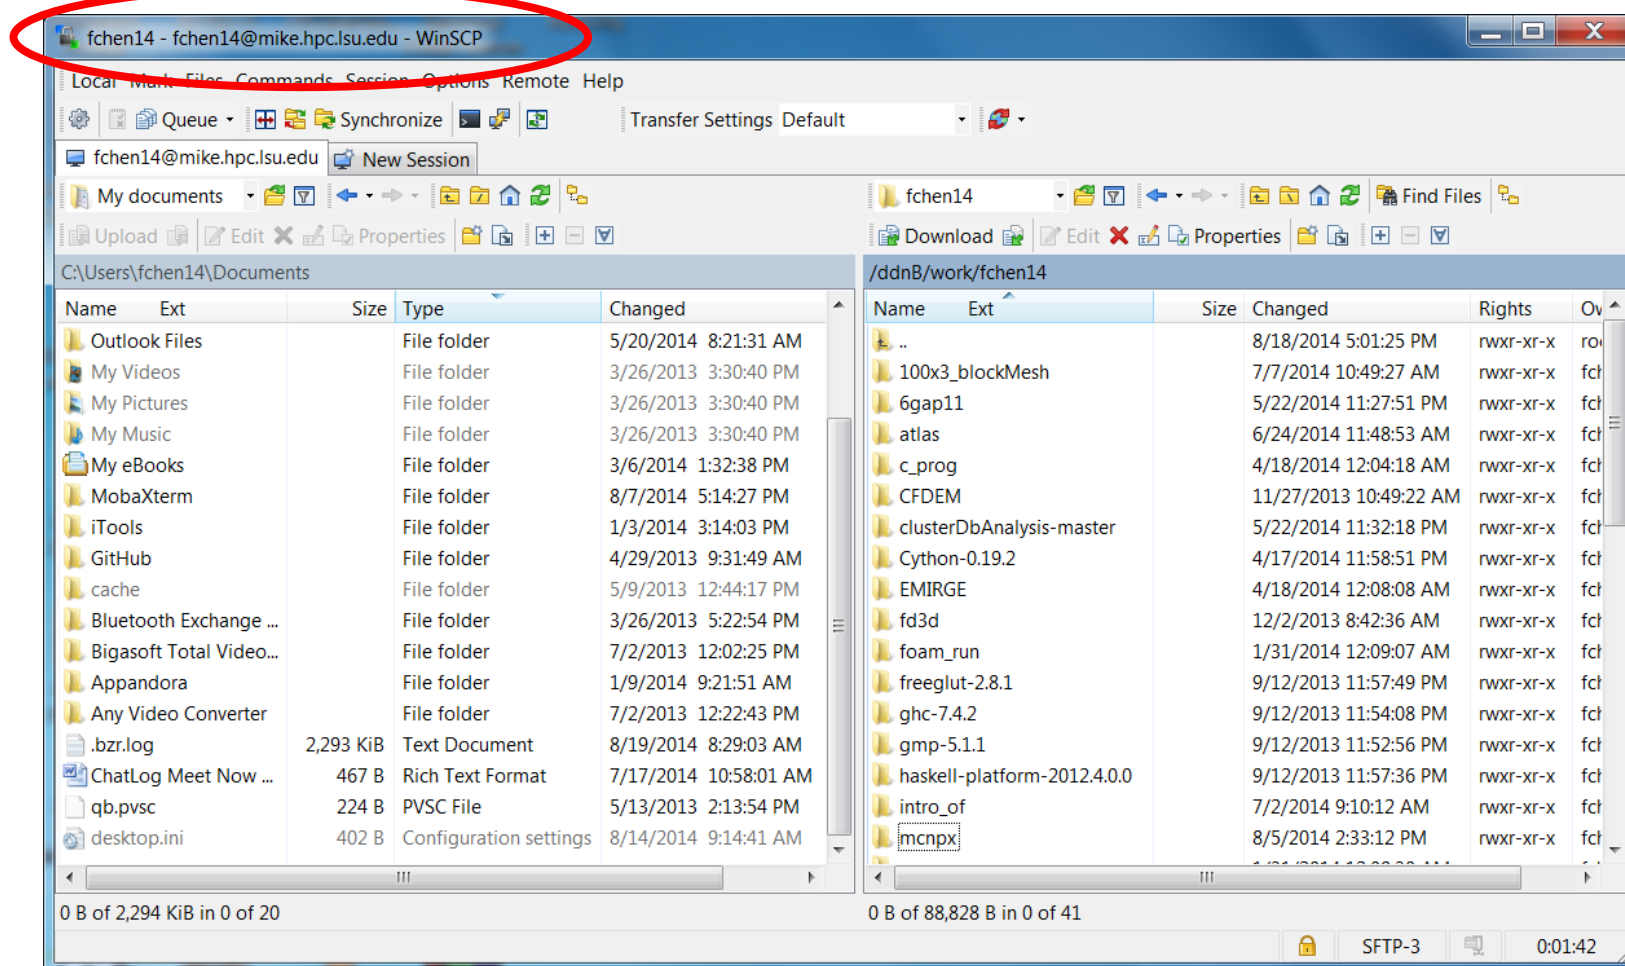 fchen14 - fchen14@mike.hpc.lsu.edu - WinSCP
Local Mark Files Commands Session Options Remote Help
Queue Synchronize Transfer Settings Default
fchen14@mike.hpc.lsu.edu New Session
My documents fchen14 Find Files
Upload Edit Properties Download Edit Properties
C:\Users\fchen14\Documents /ddnB/work/fchen14
Name Ext Size Type Changed Name Ext Size Changed Rights
Outlook Files File folder 5/20/2014 8:21:31 AM .. 8/18/2014 5:01:25 PM rwxr-xr-x
My Videos File folder 3/26/2013 3:30:40 PM 100x3_blockMesh 7/7/2014 10:49:27 AM rwxr-xr-x
My Pictures File folder 3/26/2013 3:30:40 PM 6gap11 5/22/2014 11:27:51 PM rwxr-xr-x
My Music File folder 3/26/2013 3:30:40 PM atlas 6/24/2014 11:48:53 AM rwxr-xr-x
My eBooks File folder 3/6/2014 1:32:38 PM c_prog 4/18/2014 12:04:18 AM rwxr-xr-x
MobaXterm File folder 8/7/2014 5:14:27 PM CFDEM 11/27/2013 10:49:22 AM rwxr-xr-x
iTools File folder 1/3/2014 3:14:03 PM clusterDbAnalysis-master 5/22/2014 11:32:18 PM rwxr-xr-x
GitHub File folder 4/29/2013 9:31:49 AM Cython-0.19.2 4/17/2014 11:58:51 PM rwxr-xr-x
cache File folder 5/9/2013 12:44:17 PM EMIRGE 4/18/2014 12:08:08 AM rwxr-xr-x
Bluetooth Exchange ... File folder 3/26/2013 5:22:54 PM fd3d 12/2/2013 8:42:36 AM rwxr-xr-x
Bigasoft Total Video... File folder 7/2/2013 12:02:25 PM foam_run 1/31/2014 12:09:07 AM rwxr-xr-x
Appandora File folder 1/9/2014 9:21:51 AM freeglut-2.8.1 9/12/2013 11:57:49 PM rwxr-xr-x
Any Video Converter File folder 7/2/2013 12:22:43 PM ghc-7.4.2 9/12/2013 11:54:08 PM rwxr-xr-x
.bzr.log 2,293 KiB Text Document 8/19/2014 8:29:03 AM gmp-5.1.1 9/12/2013 11:52:56 PM rwxr-xr-x
ChatLog Meet Now ... 467 B Rich Text Format 7/17/2014 10:58:01 AM haskell-platform-2012.4.0.0 9/12/2013 11:57:36 PM rwxr-xr-x
qb.pvsc 224 B PVSC File 5/13/2013 2:13:54 PM intro_of 7/2/2014 9:10:12 AM rwxr-xr-x
desktop.ini 402 B Configuration settings 8/14/2014 9:14:41 AM mcnpx 8/5/2014 2:33:12 PM rwxr-xr-x
0 B of 2,294 KiB in 0 of 20 0 B of 88,828 B in 0 of 41
SFTP-3 0:01:42